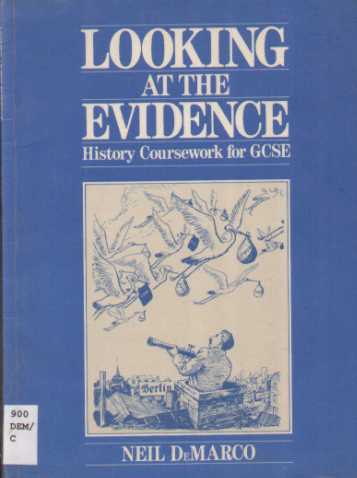 LOOKING
AT THE
EVIDENCE
History Coursework for GCSE
Berlin
900
DEM/
C
NEIL DEMARCO